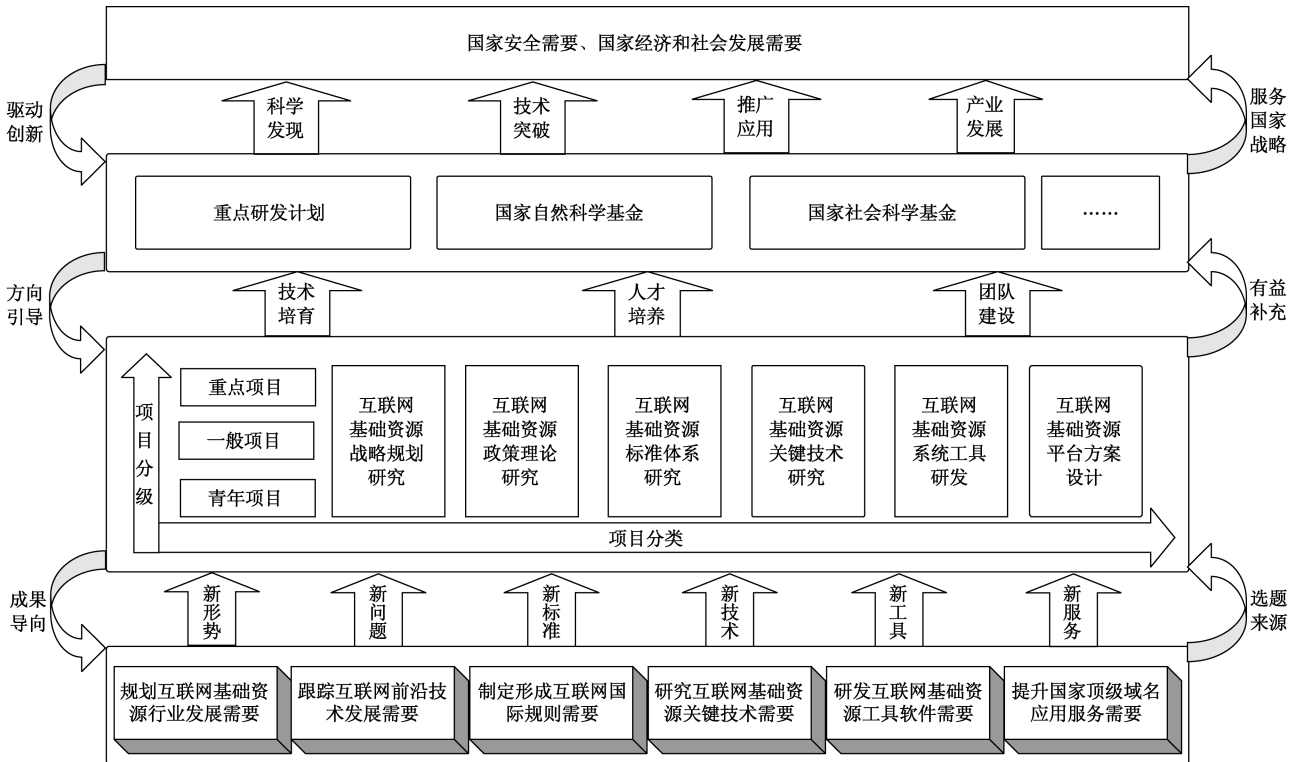 国家安全需要、国家经济和社会发展需要
驱动
创新
科学
发现
技术
突破
推广
应用
产业
发展
服务
国家
战略
重点研发计划
国家自然科学基金
国家社会科学基金
……
方向
引导
技术
培育
人才
培养
团队
建设
有益
补充
项目分级
重点项目
一般项目
青年项目
互联网
基础资源
战略规划
研究
互联网
基础资源
政策理论
研究
互联网
基础资源
标准体系
研究
互联网
基础资源
关键技术
研究
互联网
基础资源
系统工具
研发
互联网
基础资源
平台方案
设计
项目分类
成果
导向
新形势
新问题
新标准
新技术
新工具
新服务
选题
来源
规划互联网基础资
源行业发展需要
跟踪互联网前沿技
术发展需要
制定形成互联网国
际规则需要
研究互联网基础资
源关键技术需要
研发互联网基础资
源工具软件需要
提升国家顶级域名
应用服务需要